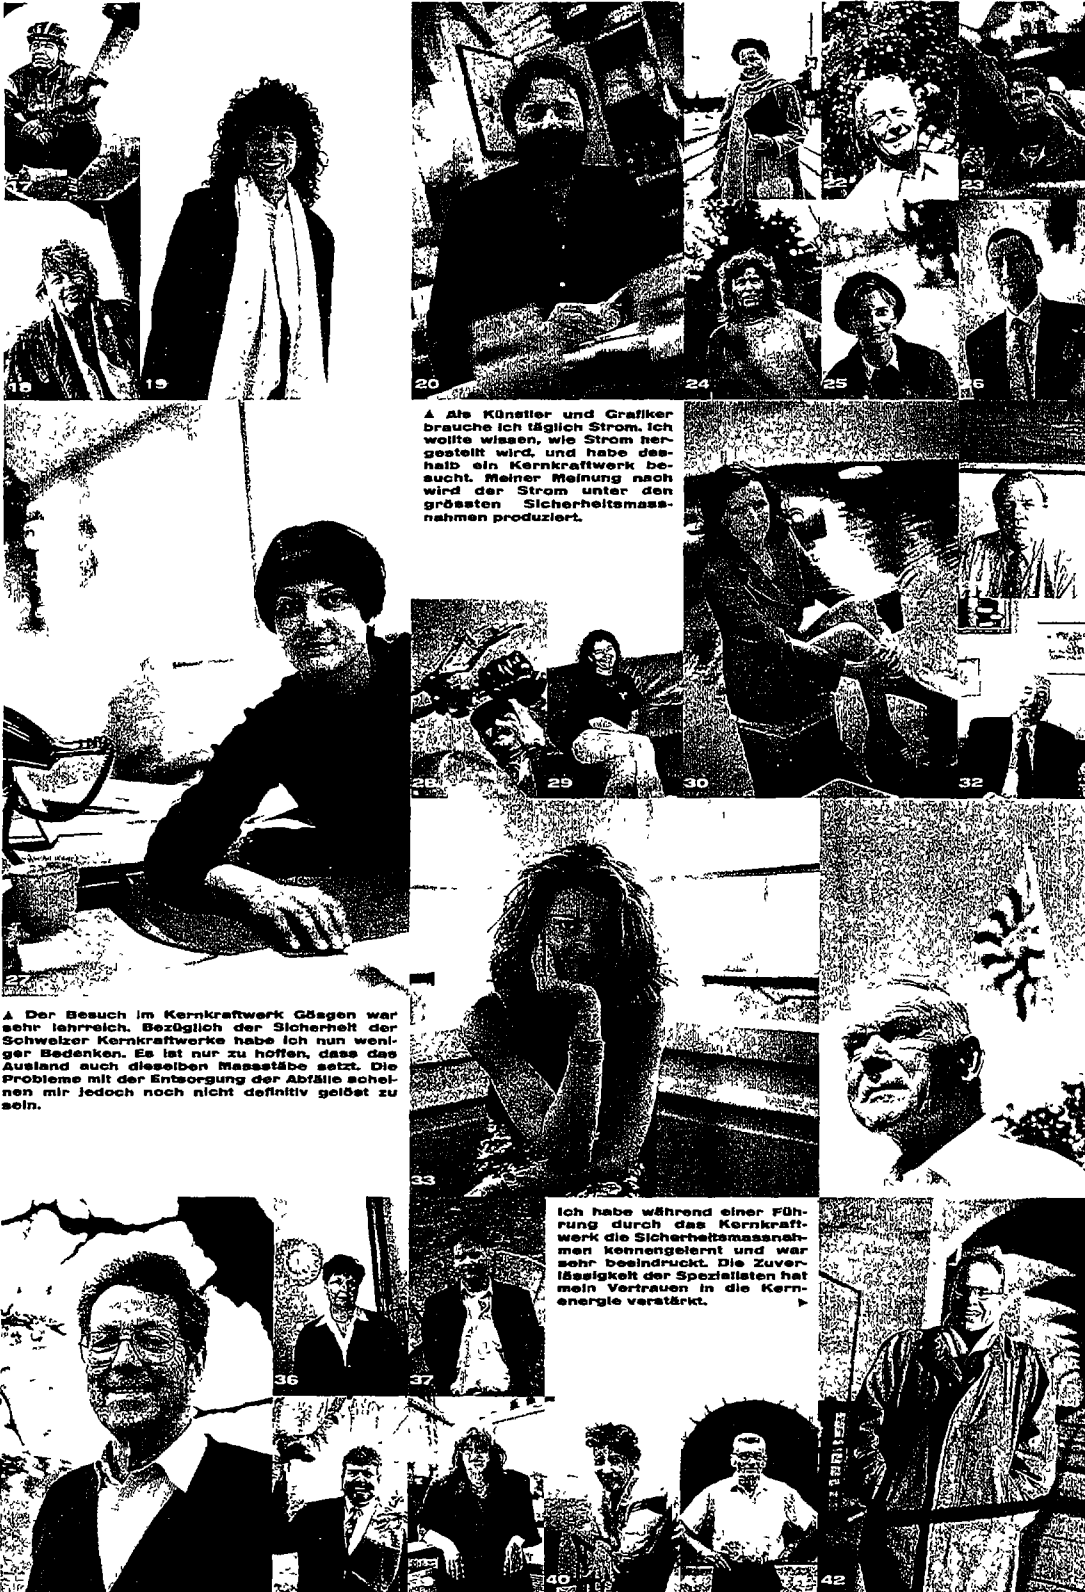 17
18
19
20
23
24
25
26
▲ Als Künstler und Grafiker
brauche ich täglich Strom. Ich
wollte wissen, wie Strom her-
gestellt wird, und habe des-
halb ein Kernkraftwerk be-
sucht. Meiner Meinung nach
wird der Strom unter den
grössten Sicherheitsmass-
nahmen produziert.
27
28
29
30
32
▲ Der Besuch im Kernkraftwerk Gösgen war
sehr lehrreich. Bezüglich der Sicherheit der
Schweizer Kernkraftwerke habe ich nun weni-
ger Bedenken. Es ist nur zu hoffen, dass das
Ausland auch dieselben Massstäbe setzt. Die
Probleme mit der Entsorgung der Abfälle schei-
nen mir jedoch noch nicht definitiv gelöst zu
sein.
33
Ich habe während einer Füh-
rung durch das Kernkraft-
werk die Sicherheitsmassnah-
men kennengelernt und war
sehr beeindruckt. Die Zuver-
lässigkeit der Spezialisten hat
mein Vertrauen in die Kern-
energie verstärkt. ►
36
37
39
40
42